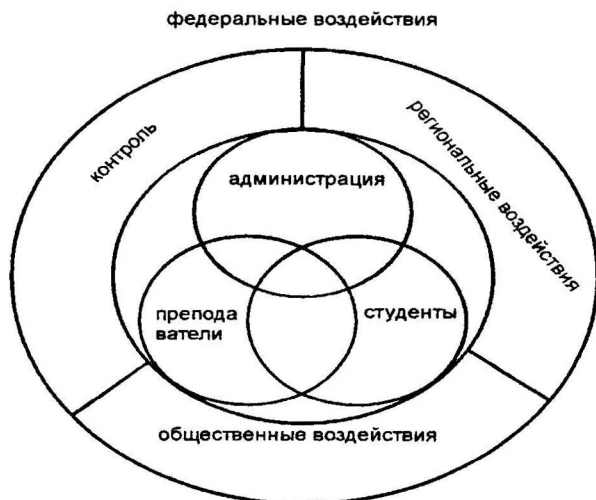 федеральные воздействия
контроль
региональные воздействия
администрация
препода
ватели
студенты
общественные воздействия